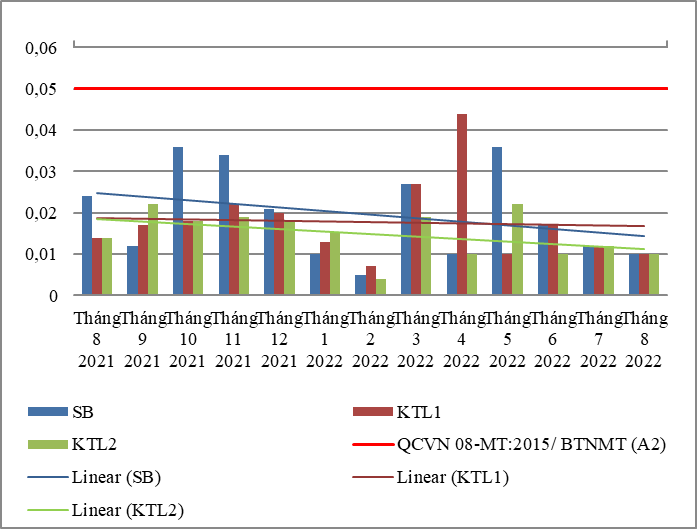 0,06
0,05
0,04
0,03
0,02
0,01
0
Tháng Tháng Tháng Tháng Tháng Tháng Tháng Tháng Tháng Tháng Tháng Tháng Tháng
8 9 10 11 12 1 2 3 4 5 6 7 8
2021 2021 2021 2021 2021 2022 2022 2022 2022 2022 2022 2022 2022
SB KTL1
KTL2 QCVN 08-MT:2015/ BTNMT (A2)
Linear (SB) Linear (KTL1)
Linear (KTL2)